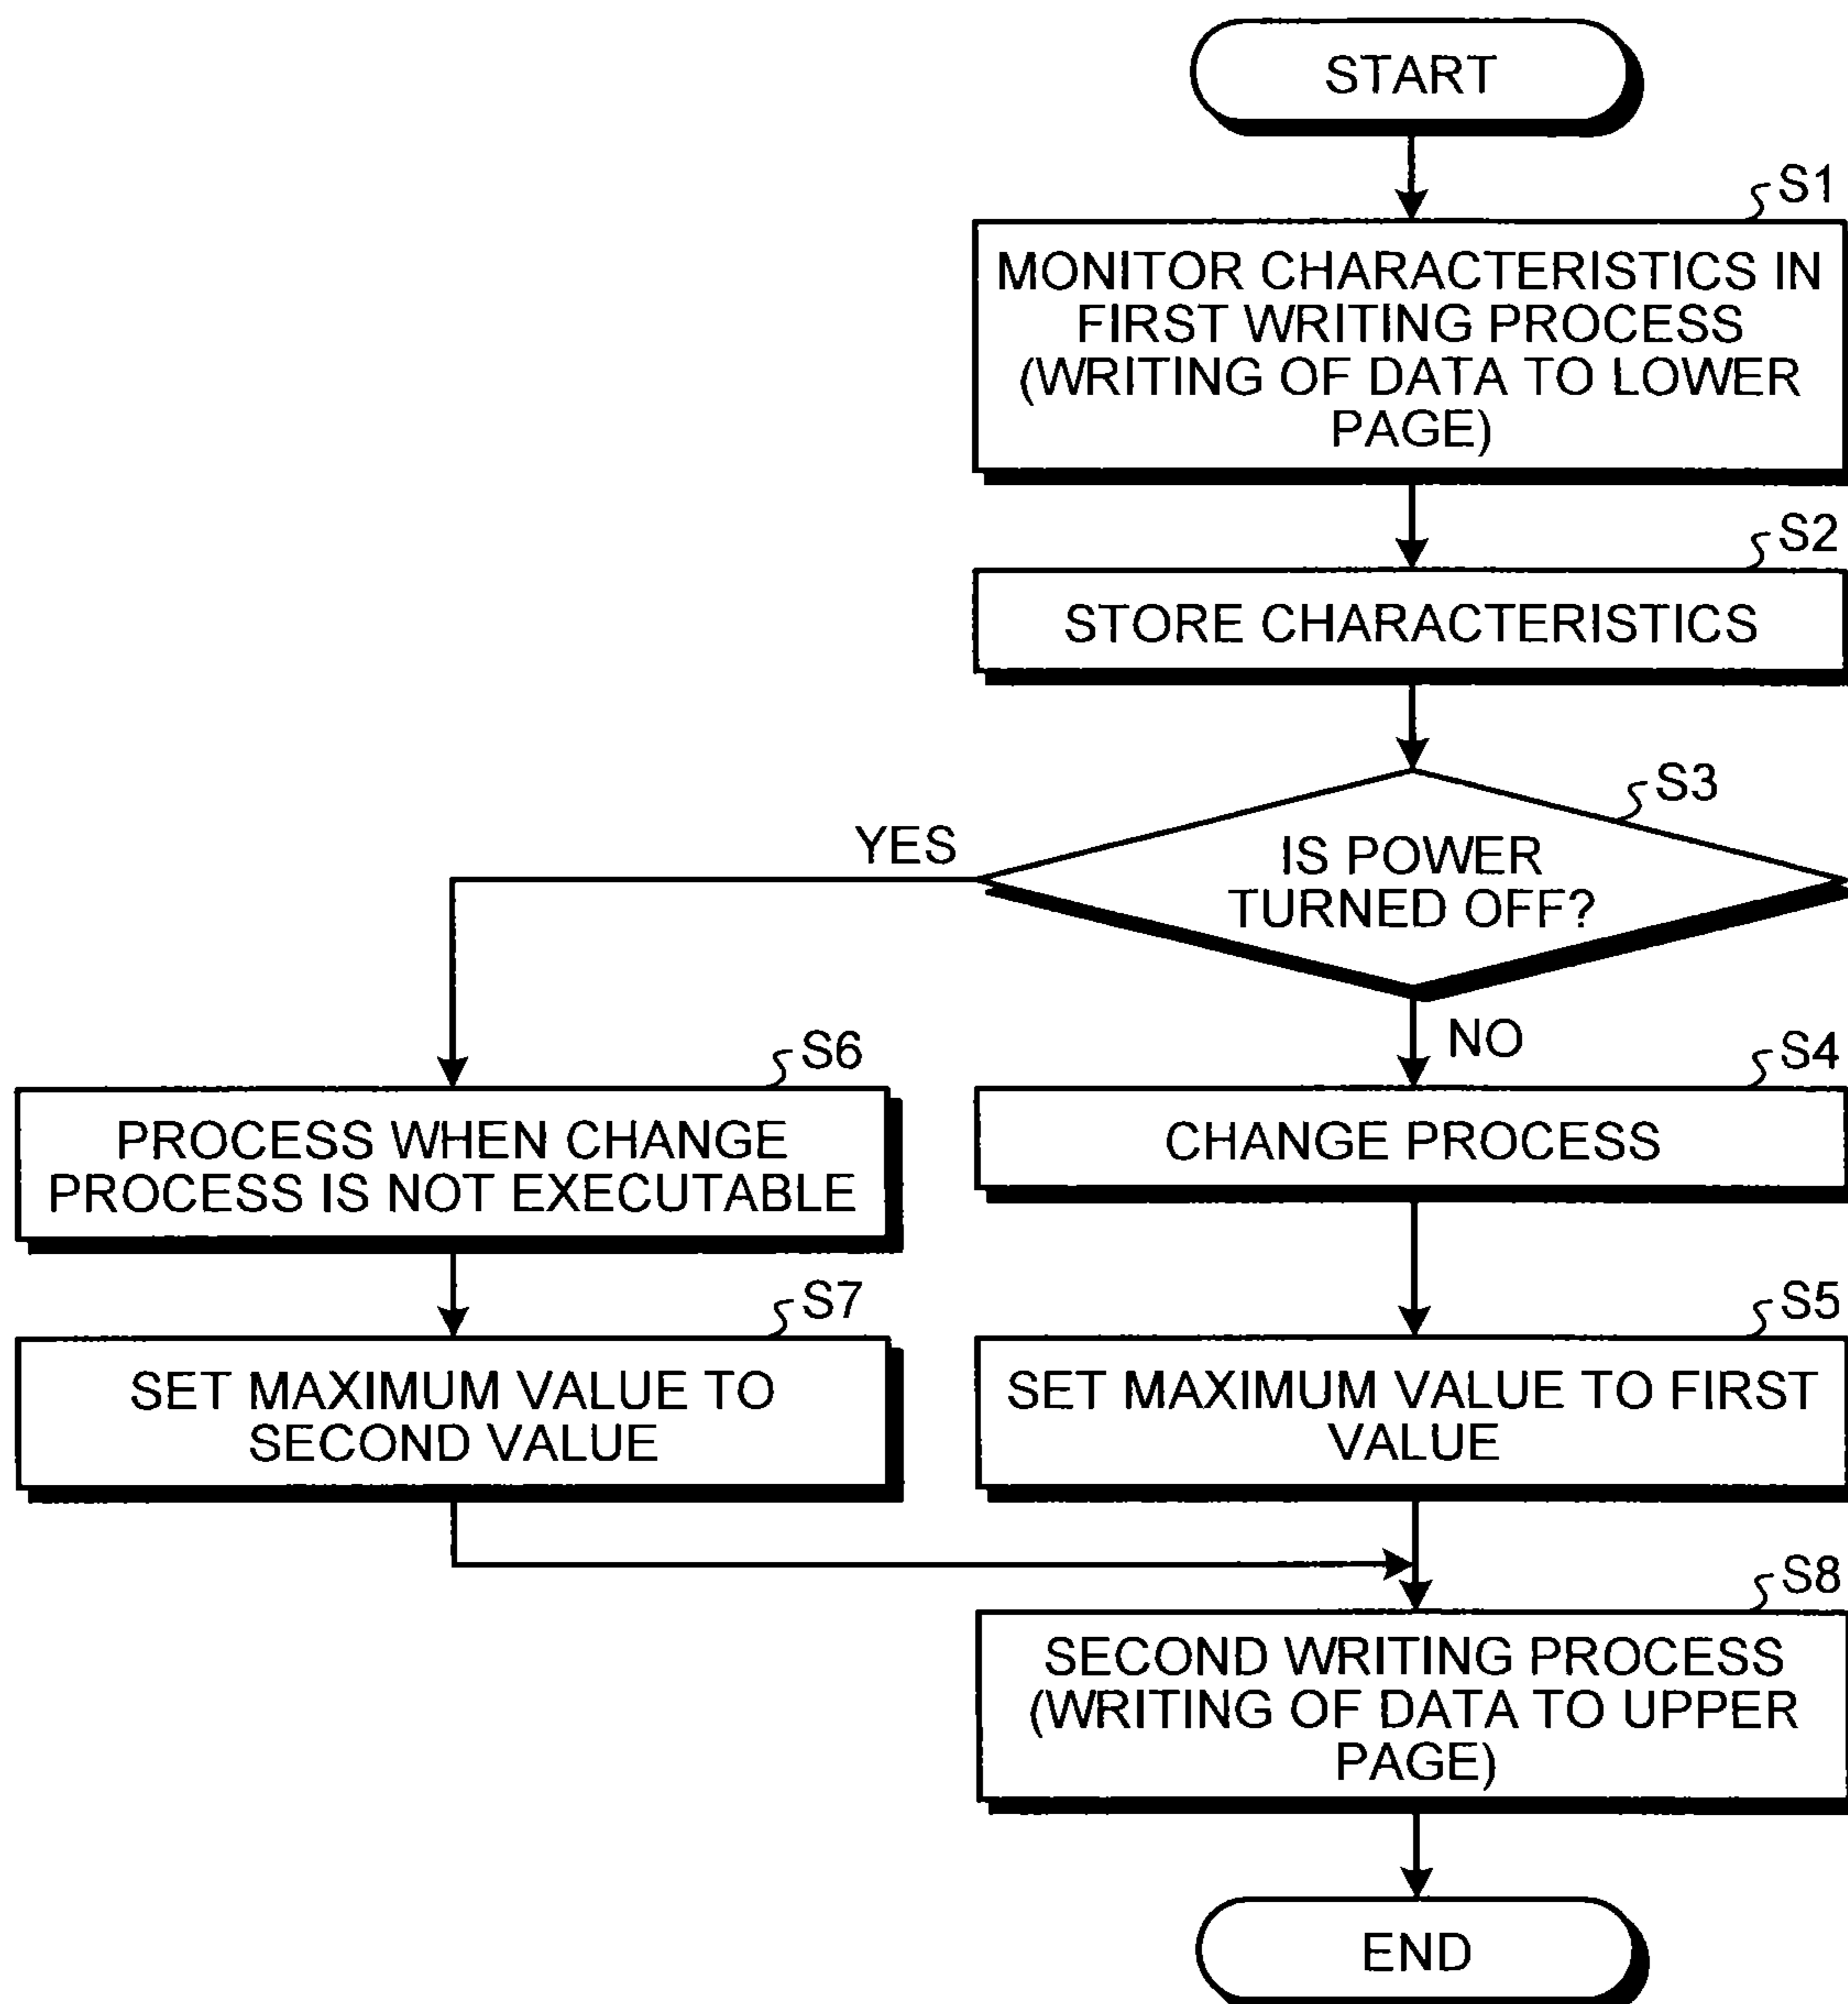 START
S1
MONITOR CHARACTERISTICS IN
FIRST WRITING PROCESS
(WRITING OF DATA TO LOWER
PAGE)
S2
STORE CHARACTERISTICS
S3
IS POWER
TURNED OFF?
YES
NO
S6
PROCESS WHEN CHANGE
PROCESS IS NOT EXECUTABLE
S4
CHANGE PROCESS
S7
SET MAXIMUM VALUE TO
SECOND VALUE
S5
SET MAXIMUM VALUE TO FIRST
VALUE
S8
SECOND WRITING PROCESS
(WRITING OF DATA TO UPPER
PAGE)
END